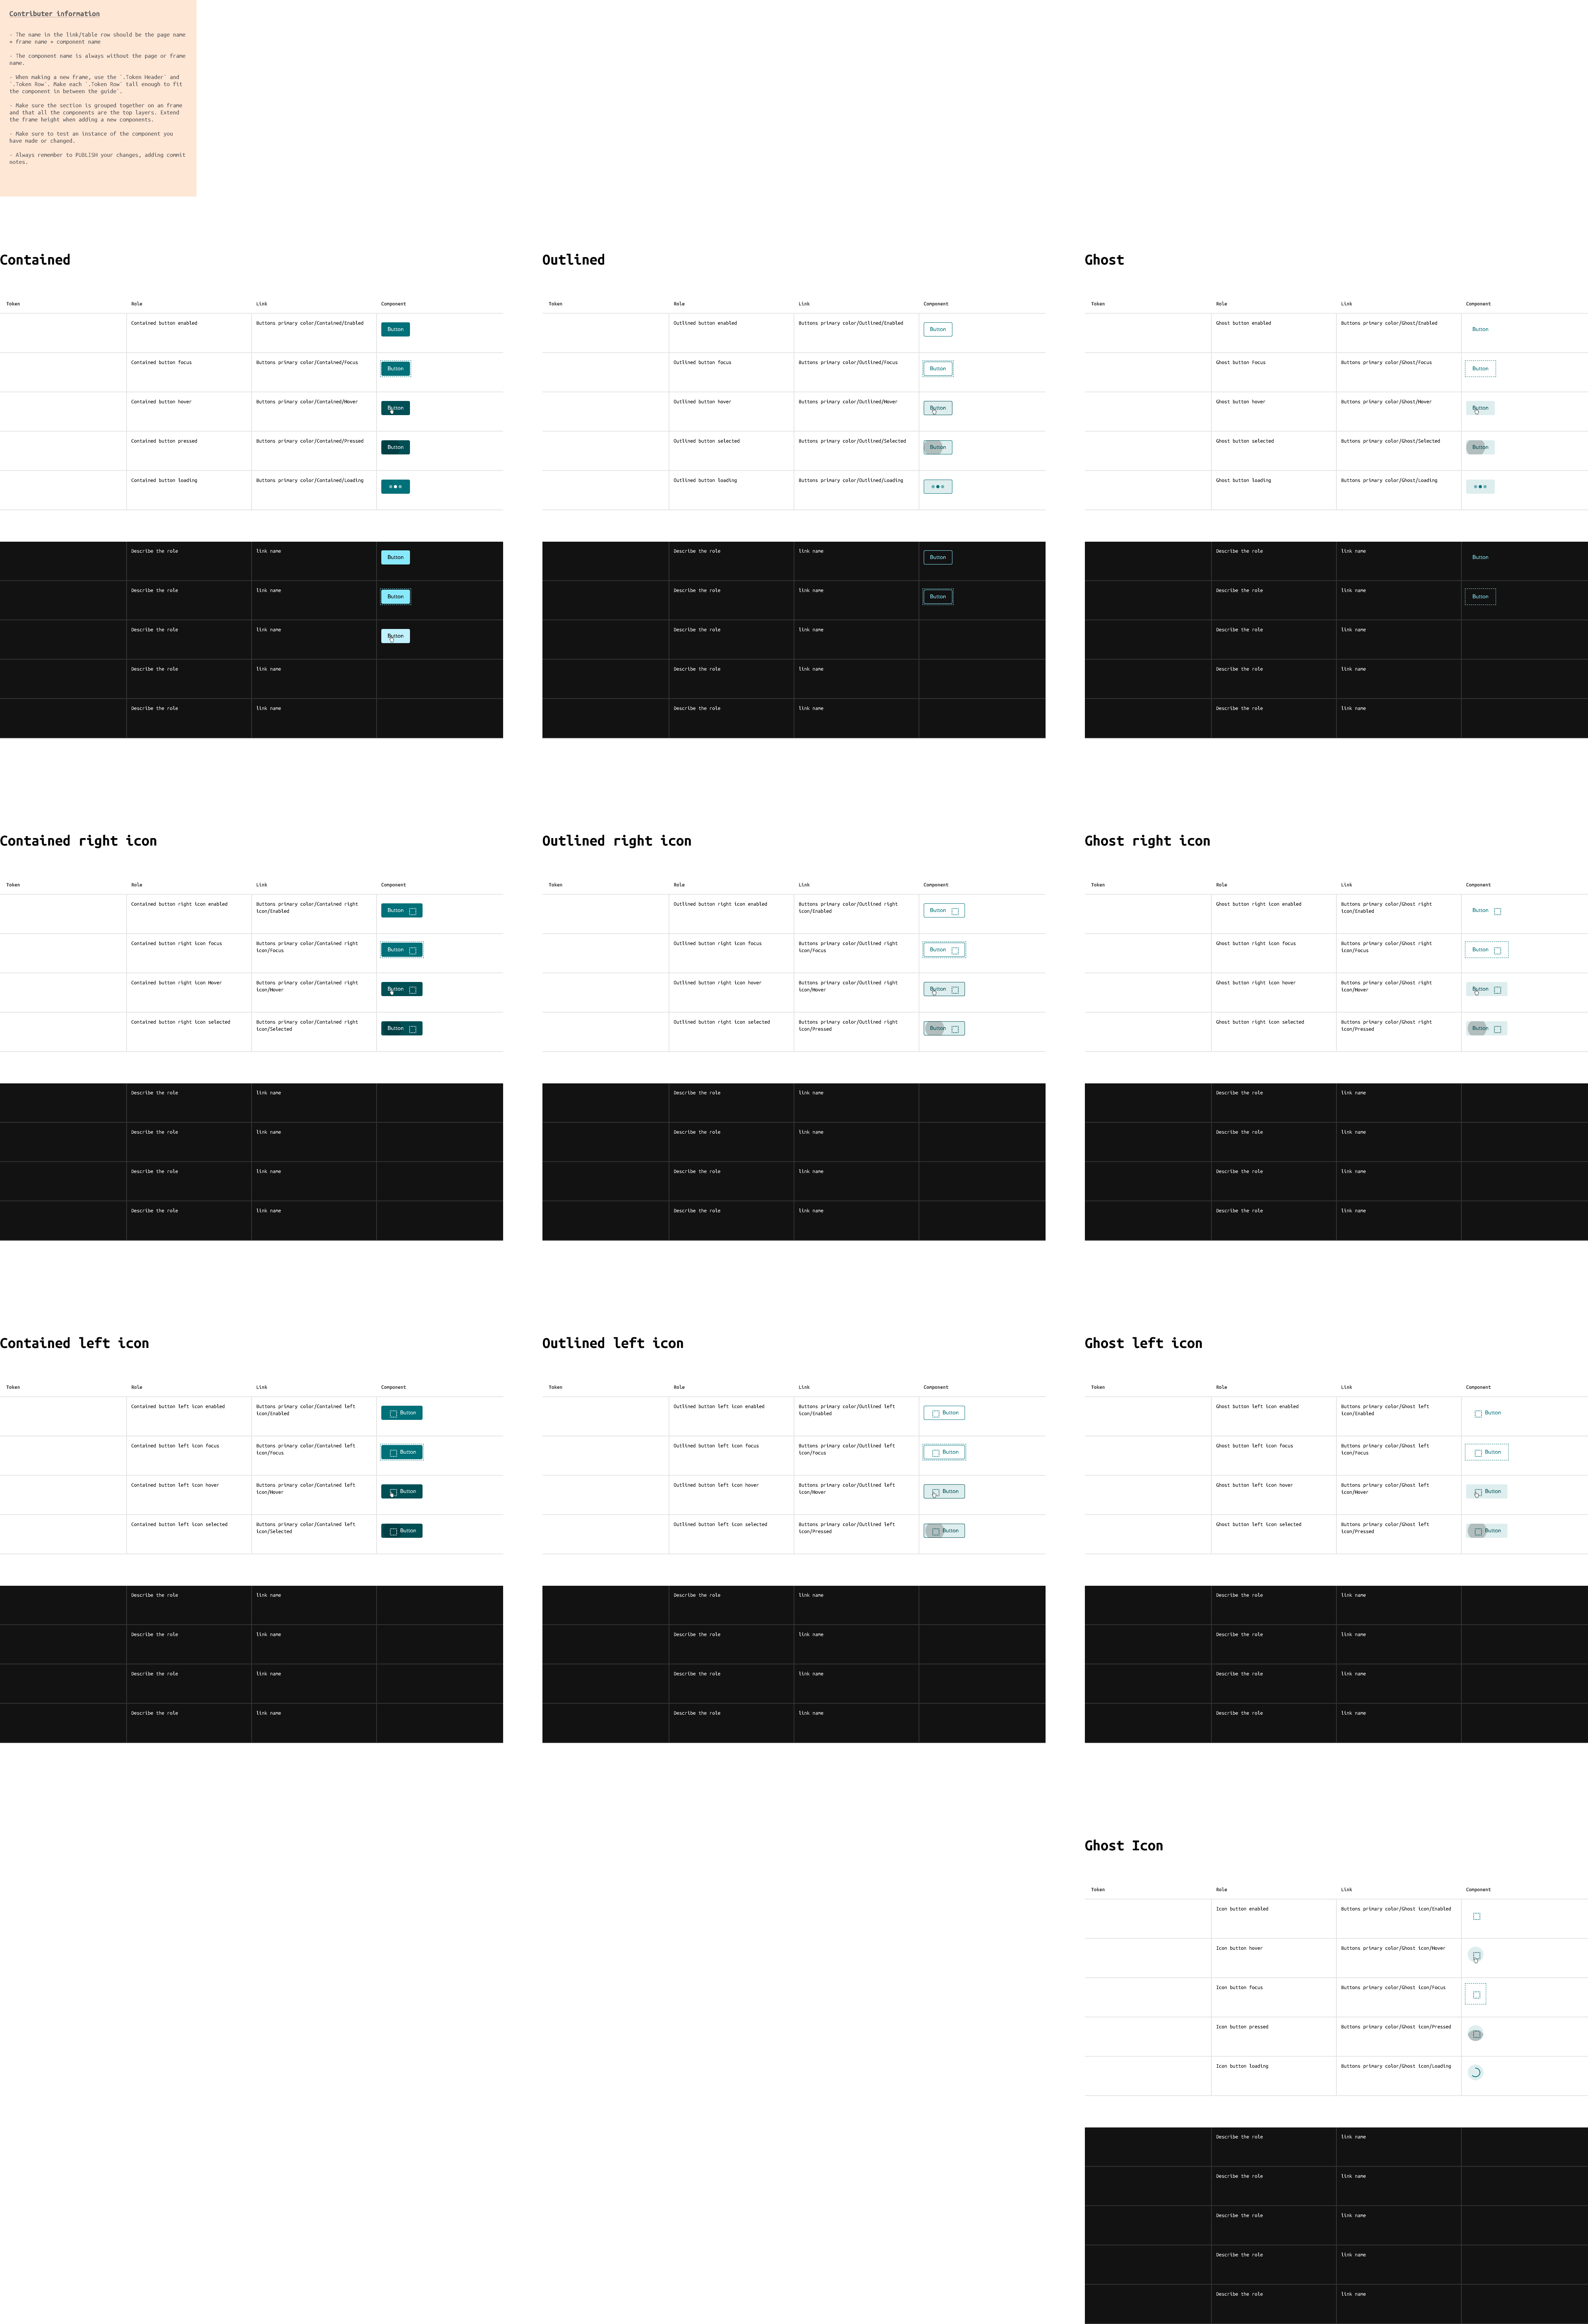 Contributer information
- The name in the link/table row should be the page name
+ frame name + component name
- The component name is always without the page or frame
name.
- When making a new frame, use the `.Token Header` and
`.Token Row`. Make each `.Token Row` tall enough to fit
the component in between the guide`.
- Make sure the section is grouped together on an frame
and that all the components are the top layers. Extend
the frame height when adding a new components.
- Make sure to test an instance of the component you
have made or changed.
- Always remember to PUBLISH your changes, adding commit
notes.
Contained
Token Role Link Component
Contained button enabled Buttons primary color/Contained/Enabled Button
Contained button focus Buttons primary color/Contained/Focus Button
Contained button hover Buttons primary color/Contained/Hover Button
Contained button pressed Buttons primary color/Contained/Pressed Button
Contained button loading Buttons primary color/Contained/Loading
Describe the role link name Button
Describe the role link name Button
Describe the role link name Button
Describe the role link name
Describe the role link name
Outlined
Token Role Link Component
Outlined button enabled Buttons primary color/Outlined/Enabled Button
Outlined button focus Buttons primary color/Outlined/Focus Button
Outlined button hover Buttons primary color/Outlined/Hover Button
Outlined button selected Buttons primary color/Outlined/Selected Button
Outlined button loading Buttons primary color/Outlined/Loading
Describe the role link name Button
Describe the role link name Button
Describe the role link name
Describe the role link name
Describe the role link name
Ghost
Token Role Link Component
Ghost button enabled Buttons primary color/Ghost/Enabled Button
Ghost button Focus Buttons primary color/Ghost/Focus Button
Ghost button hover Buttons primary color/Ghost/Hover Button
Ghost button selected Buttons primary color/Ghost/Selected Button
Ghost button loading Buttons primary color/Ghost/Loading
Describe the role link name Button
Describe the role link name Button
Describe the role link name
Describe the role link name
Describe the role link name
Contained right icon
Token Role Link Component
Contained button right icon enabled Buttons primary color/Contained right Button
icon/Enabled
Contained button right icon focus Buttons primary color/Contained right Button
icon/Focus
Contained button right icon Hover Buttons primary color/Contained right Button
icon/Hover
Contained button right icon selected Buttons primary color/Contained right Button
icon/Selected
Describe the role link name
Describe the role link name
Describe the role link name
Describe the role link name
Outlined right icon
Token Role Link Component
Outlined button right icon enabled Buttons primary color/Outlined right Button
icon/Enabled
Outlined button right icon focus Buttons primary color/Outlined right Button
icon/Focus
Outlined button right icon hover Buttons primary color/Outlined right Button
icon/Hover
Outlined button right icon selected Buttons primary color/Outlined right Button
icon/Pressed
Describe the role link name
Describe the role link name
Describe the role link name
Describe the role link name
Ghost right icon
Token Role Link Component
Ghost button right icon enabled Buttons primary color/Ghost right Button
icon/Enabled
Ghost button right icon focus Buttons primary color/Ghost right Button
icon/Focus
Ghost button right icon hover Buttons primary color/Ghost right Button
icon/Hover
Ghost button right icon selected Buttons primary color/Ghost right Button
icon/Pressed
Describe the role link name
Describe the role link name
Describe the role link name
Describe the role link name
Contained left icon
Token Role Link Component
Contained button left icon enabled Buttons primary color/Contained left Button
icon/Enabled
Contained button left icon focus Buttons primary color/Contained left Button
icon/Focus
Contained button left icon hover Buttons primary color/Contained left Button
icon/Hover
Contained button left icon selected Buttons primary color/Contained left Button
icon/Selected
Describe the role link name
Describe the role link name
Describe the role link name
Describe the role link name
Outlined left icon
Token Role Link Component
Outlined button left icon enabled Buttons primary color/Outlined left Button
icon/Enabled
Outlined button left icon focus Buttons primary color/Outlined left Button
icon/Focus
Outlined button left icon hover Buttons primary color/Outlined left Button
icon/Hover
Outlined button left icon selected Buttons primary color/Outlined left Button
icon/Pressed
Describe the role link name
Describe the role link name
Describe the role link name
Describe the role link name
Ghost left icon
Token Role Link Component
Ghost button left icon enabled Buttons primary color/Ghost left Button
icon/Enabled
Ghost button left icon focus Buttons primary color/Ghost left Button
icon/Focus
Ghost button left icon hover Buttons primary color/Ghost left Button
icon/Hover
Ghost button left icon selected Buttons primary color/Ghost left Button
icon/Pressed
Describe the role link name
Describe the role link name
Describe the role link name
Describe the role link name
Ghost Icon
Token Role Link Component
Icon button enabled Buttons primary color/Ghost icon/Enabled
Icon button hover Buttons primary color/Ghost icon/Hover
Icon button focus Buttons primary color/Ghost icon/Focus
Icon button pressed Buttons primary color/Ghost icon/Pressed
Icon button loading Buttons primary color/Ghost icon/Loading
Describe the role link name
Describe the role link name
Describe the role link name
Describe the role link name
Describe the role link name